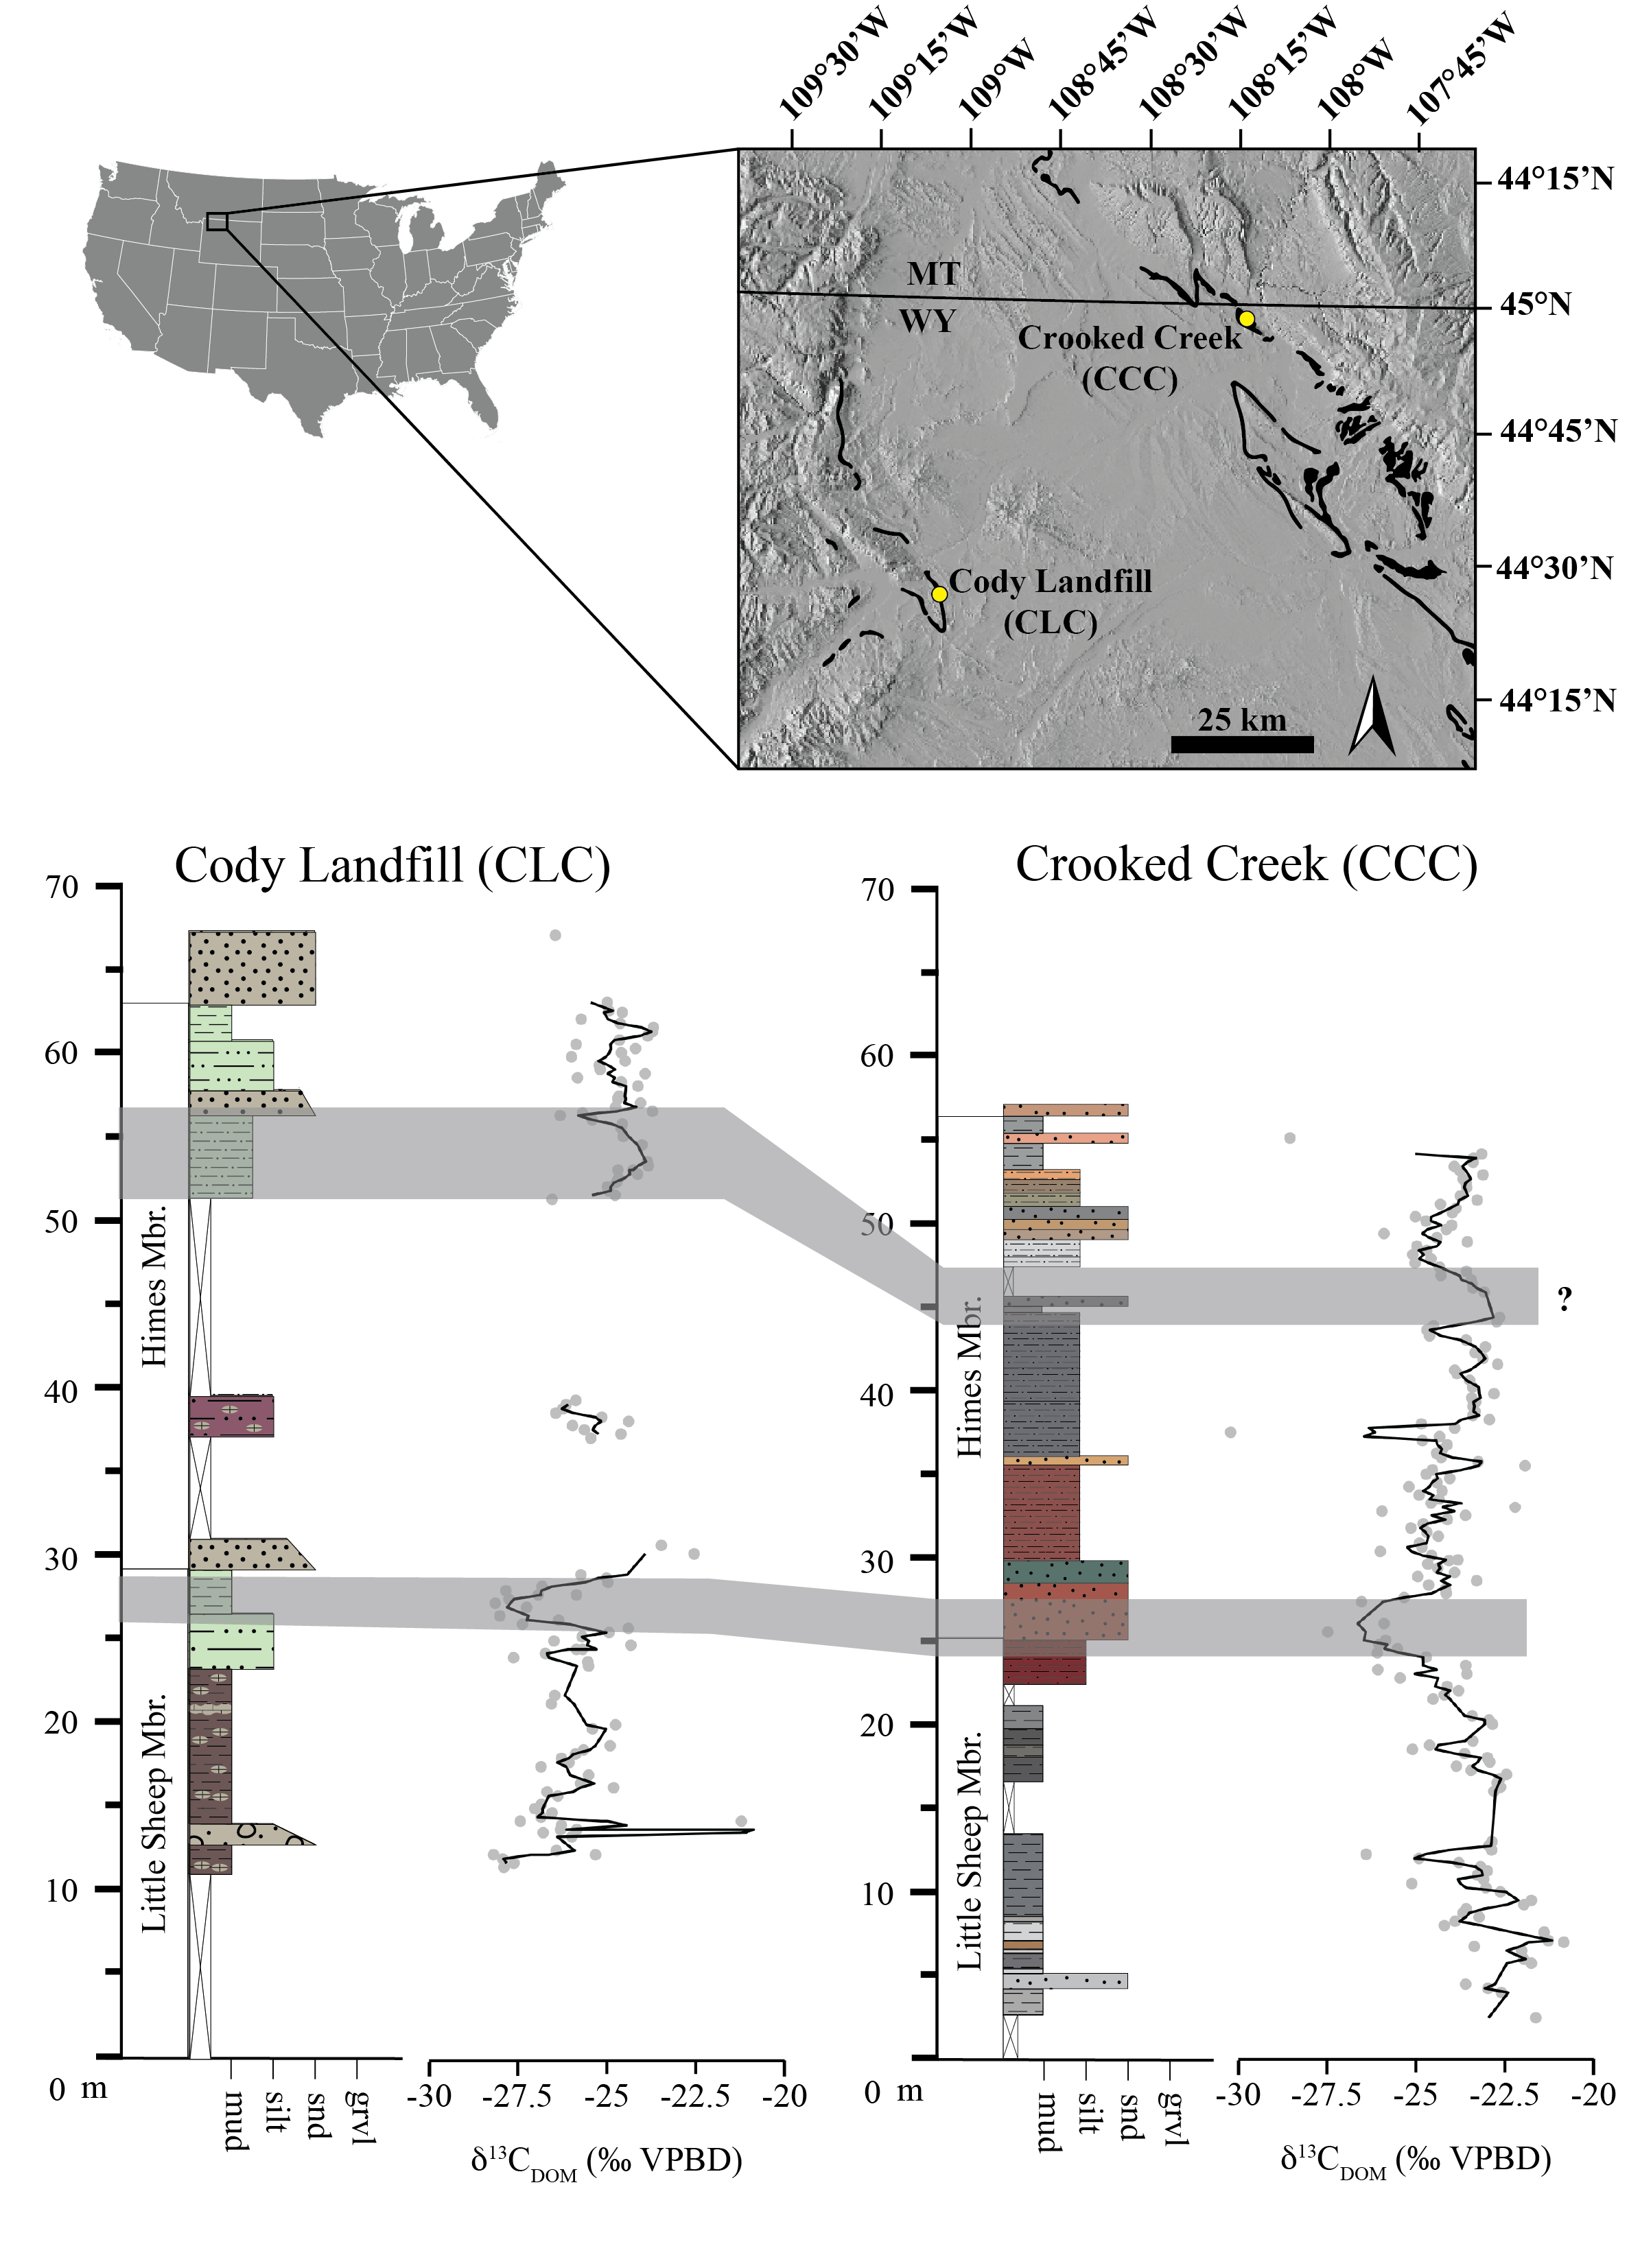 109°30’W
109°15’W
109°W
108°45’W
108°30’W
108°15’W
108°W
107°45’W
44°15’N
MT
45°N
WY
Crooked Creek
(CCC)
44°45’N
44°30’N
Cody Landfill
(CLC)
44°15’N
25 km
Cody Landfill (CLC)
70
60
50
40
30
20
10
0 m
Himes Mbr.
Little Sheep Mbr.
mud
silt
snd
grvl
-30
-27.5
-25
-22.5
-20
δ¹³C_DOM (‰ VPBD)
Crooked Creek (CCC)
70
60
50
40
30
20
10
0 m
Himes Mbr.
Little Sheep Mbr.
?
mud
silt
snd
grvl
-30
-27.5
-25
-22.5
-20
δ¹³C_DOM (‰ VPBD)